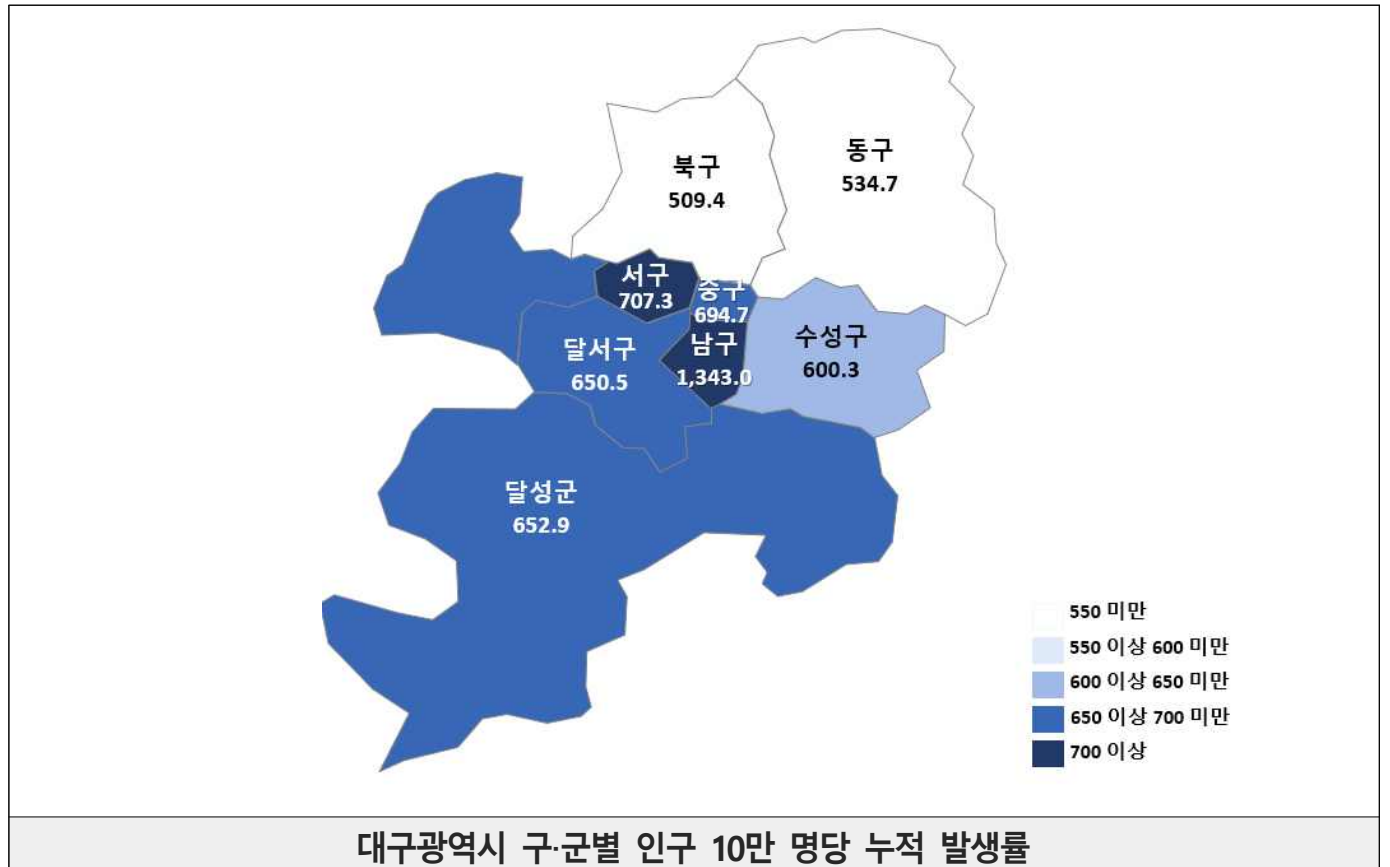 북구
509.4
동구
534.7
서구
707.3
중구
694.7
수성구
600.3
달서구
650.5
남구
1,343.0
달성군
652.9
550 미만
550 이상 600 미만
600 이상 650 미만
650 이상 700 미만
700 이상
대구광역시 구·군별 인구 10만 명당 누적 발생률